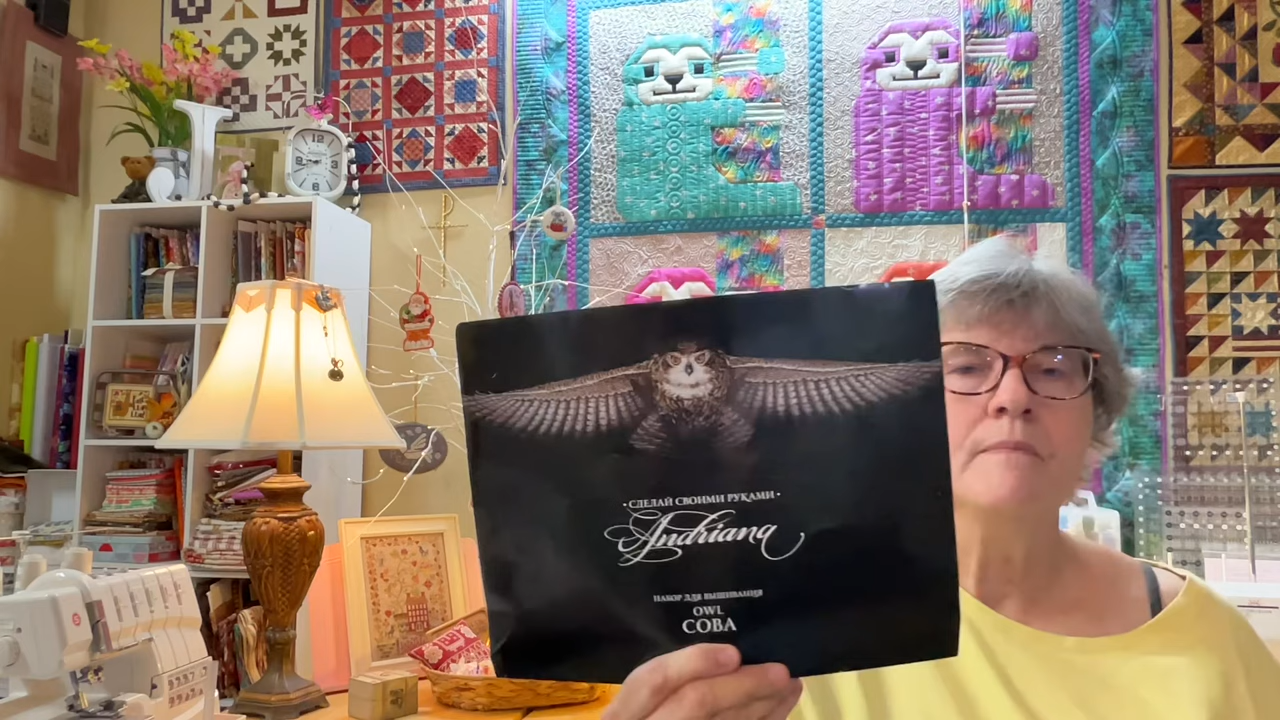 J
· СДЕЛАЙ СВОИМИ РУКАМИ ·
Andriana
НАБОР ДЛЯ ВЫШИВАНИЯ
OWL
СОВА